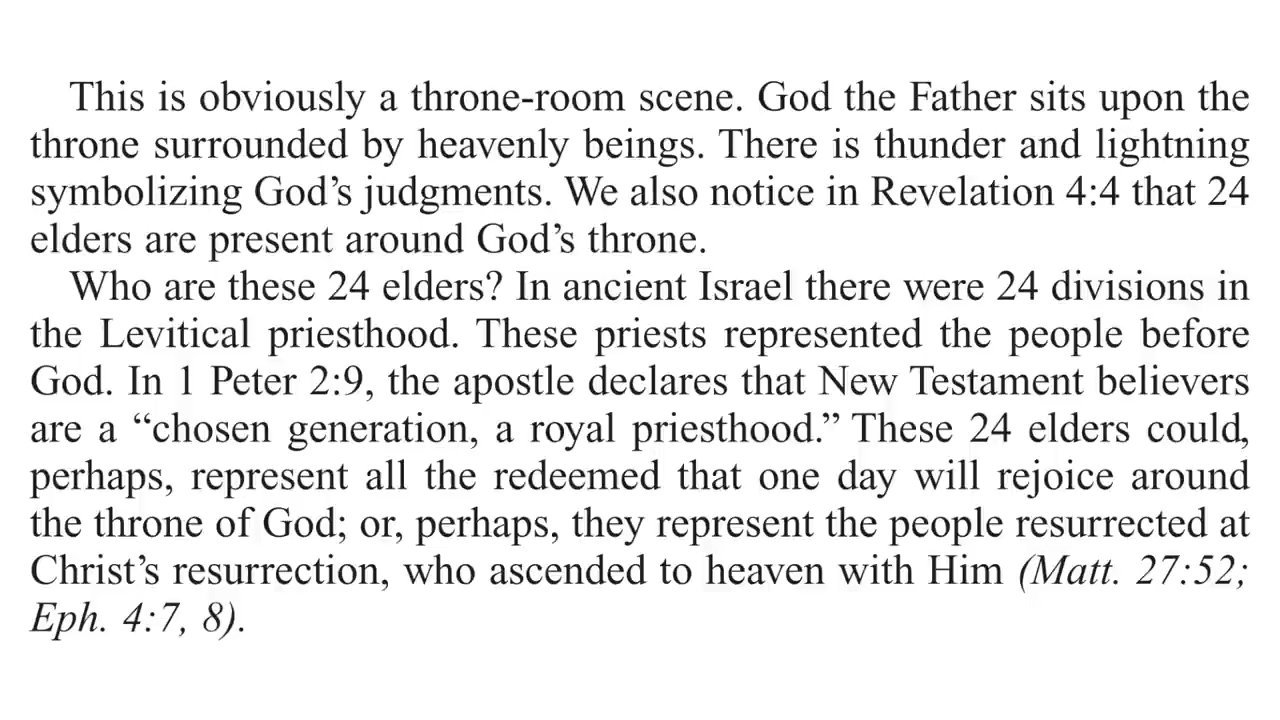 This is obviously a throne-room scene. God the Father sits upon the
throne surrounded by heavenly beings. There is thunder and lightning
symbolizing God’s judgments. We also notice in Revelation 4:4 that 24
elders are present around God’s throne.
Who are these 24 elders? In ancient Israel there were 24 divisions in
the Levitical priesthood. These priests represented the people before
God. In 1 Peter 2:9, the apostle declares that New Testament believers
are a “chosen generation, a royal priesthood.” These 24 elders could,
perhaps, represent all the redeemed that one day will rejoice around
the throne of God; or, perhaps, they represent the people resurrected at
Christ’s resurrection, who ascended to heaven with Him (Matt. 27:52;
Eph. 4:7, 8).